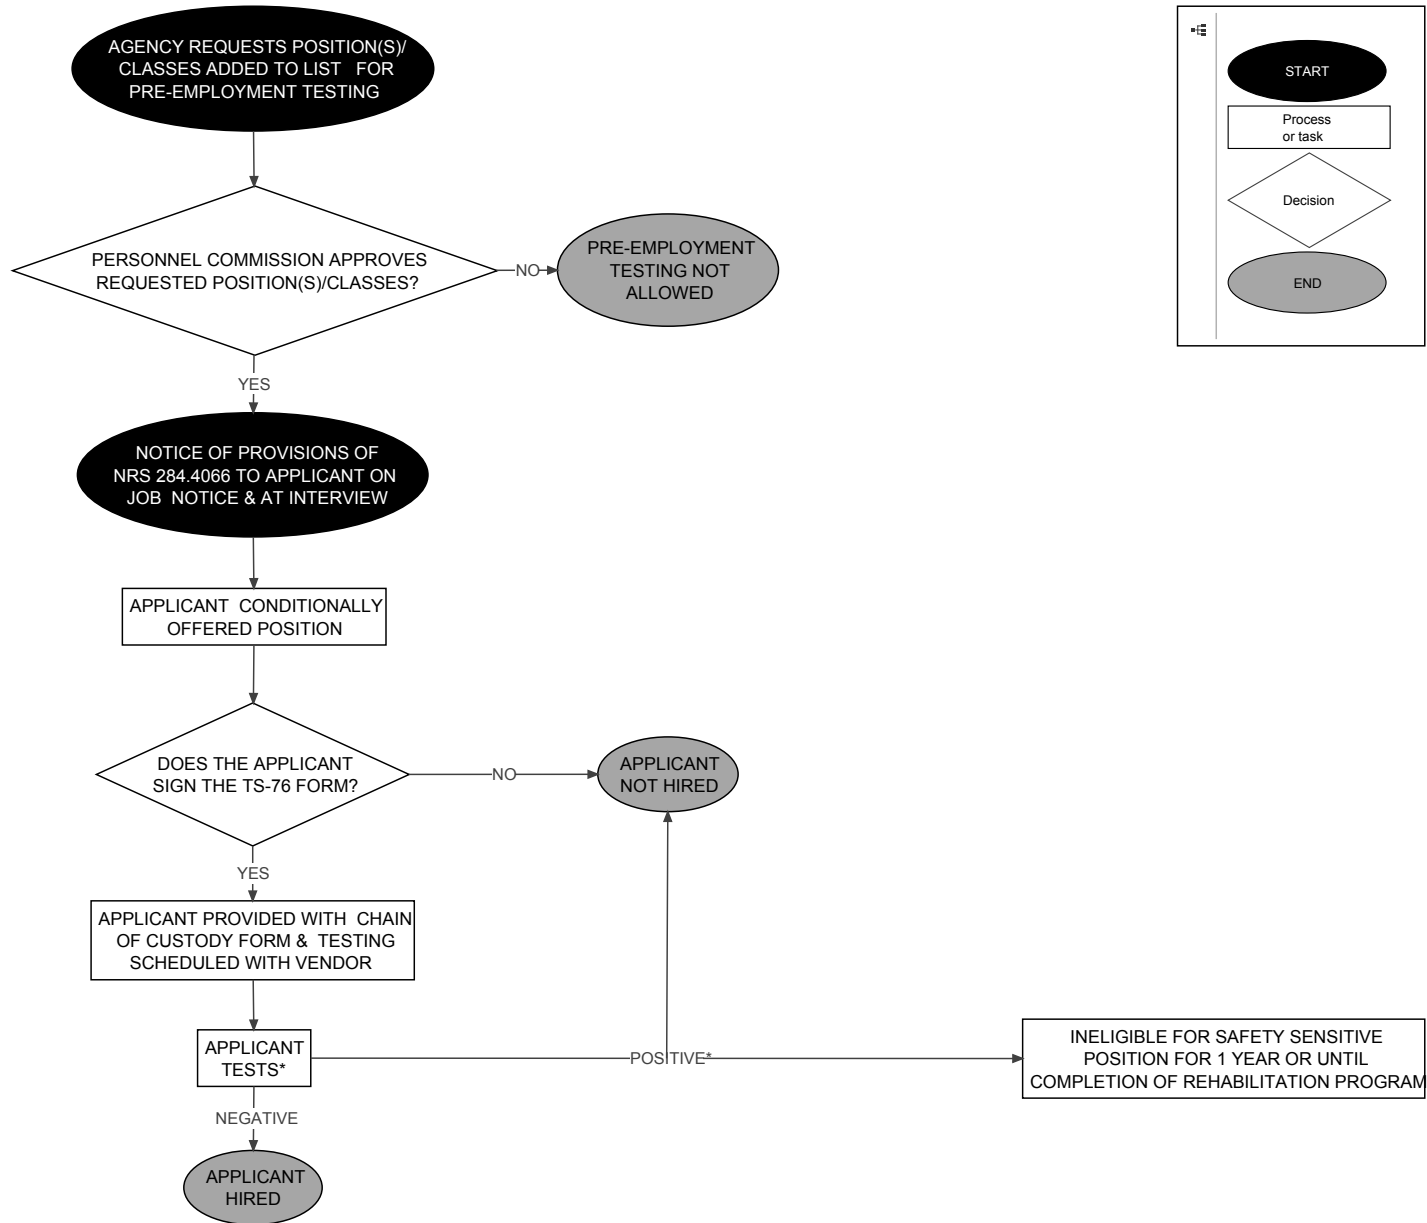 AGENCY REQUESTS POSITION(S)/
CLASSES ADDED TO LIST FOR
PRE-EMPLOYMENT TESTING
START
Process
or task
Decision
END
PERSONNEL COMMISSION APPROVES
REQUESTED POSITION(S)/CLASSES?
NO
PRE-EMPLOYMENT
TESTING NOT
ALLOWED
YES
NOTICE OF PROVISIONS OF
NRS 284.4066 TO APPLICANT ON
JOB NOTICE & AT INTERVIEW
APPLICANT CONDITIONALLY
OFFERED POSITION
DOES THE APPLICANT
SIGN THE TS-76 FORM?
NO
APPLICANT
NOT HIRED
YES
APPLICANT PROVIDED WITH CHAIN
OF CUSTODY FORM & TESTING
SCHEDULED WITH VENDOR
APPLICANT
TESTS*
POSITIVE*
INELIGIBLE FOR SAFETY SENSITIVE
POSITION FOR 1 YEAR OR UNTIL
COMPLETION OF REHABILITATION PROGRAM
NEGATIVE
APPLICANT
HIRED